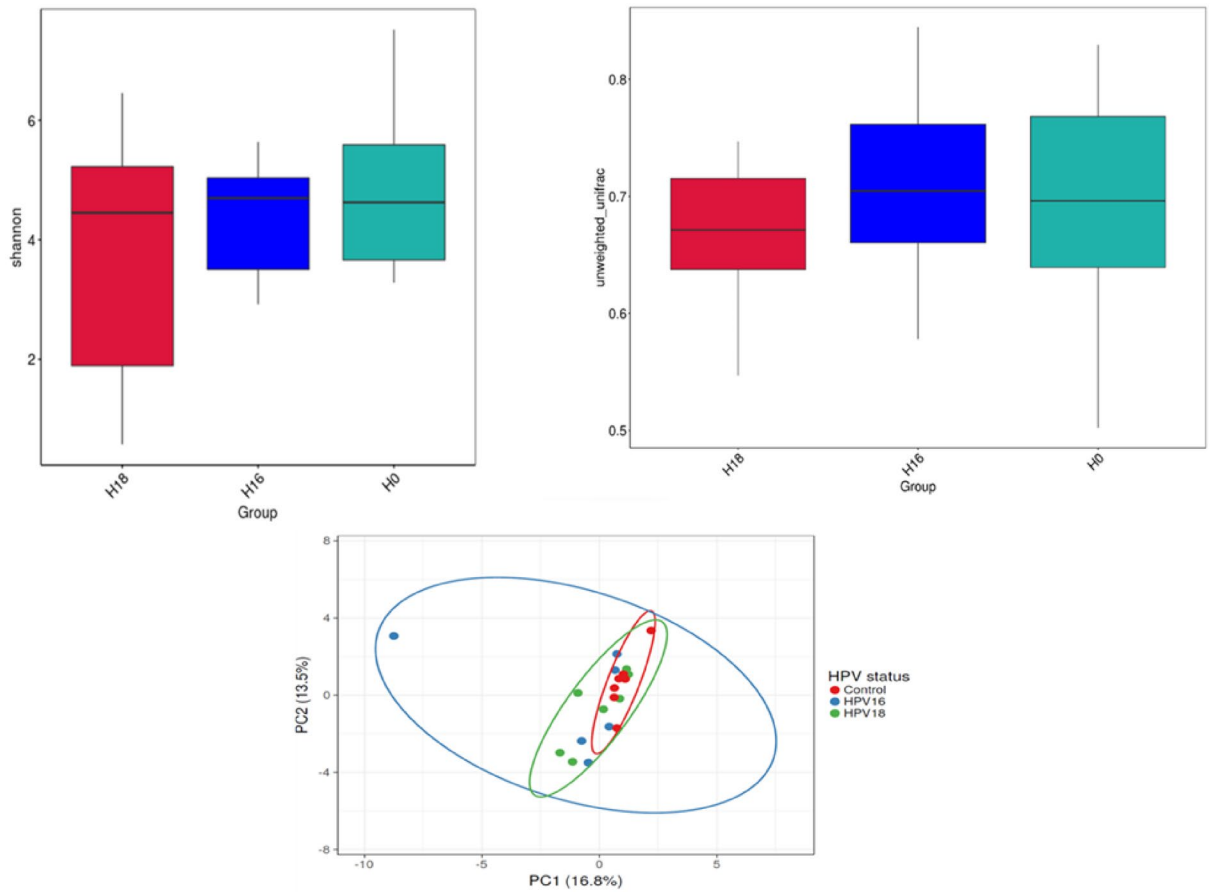 shannon
6
4
2
H18
H16
H0
Group
unweighted_unifrac
0.8
0.7
0.6
0.5
H18
H16
H0
Group
PC2 (13.5%)
8
4
0
-4
-8
-10
-5
0
5
PC1 (16.8%)
HPV status
Control
HPV16
HPV18